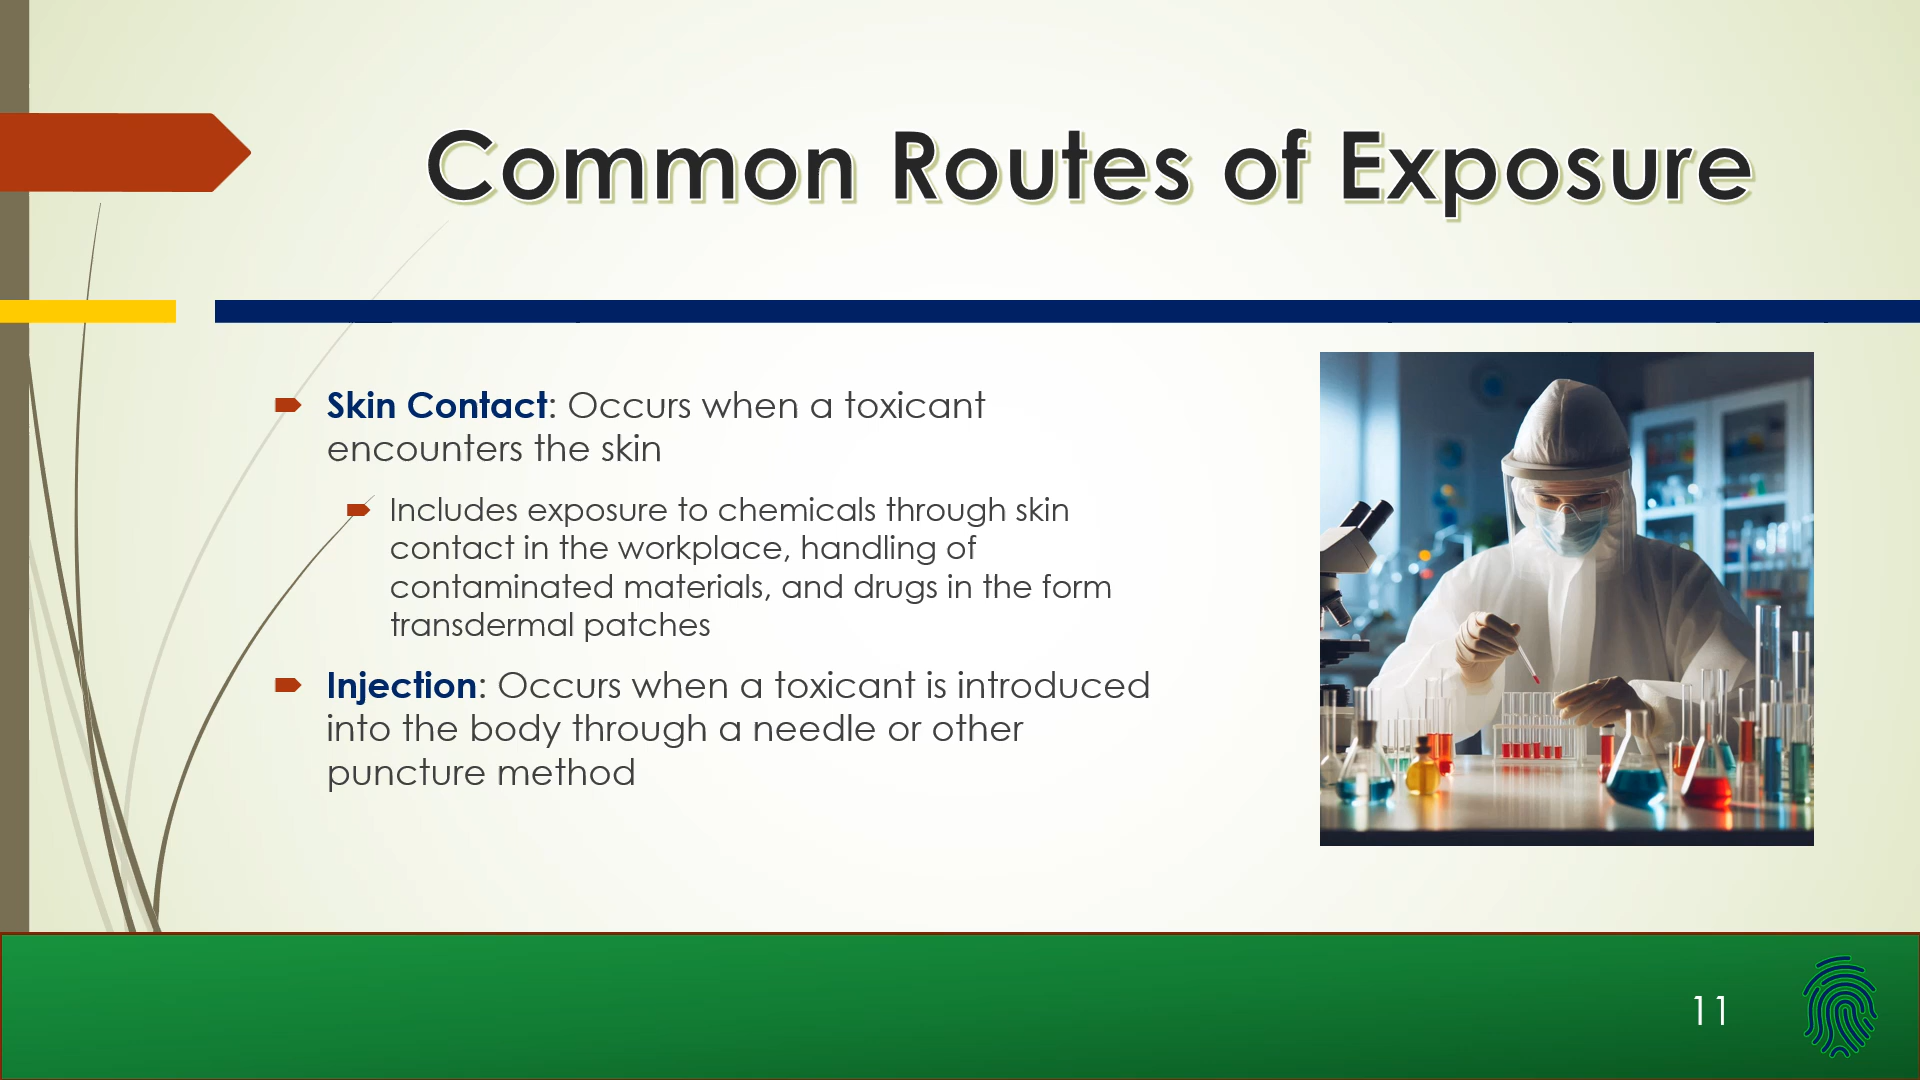 Common Routes of Exposure
Skin Contact: Occurs when a toxicant
encounters the skin
Includes exposure to chemicals through skin
contact in the workplace, handling of
contaminated materials, and drugs in the form
transdermal patches
Injection: Occurs when a toxicant is introduced
into the body through a needle or other
puncture method
11